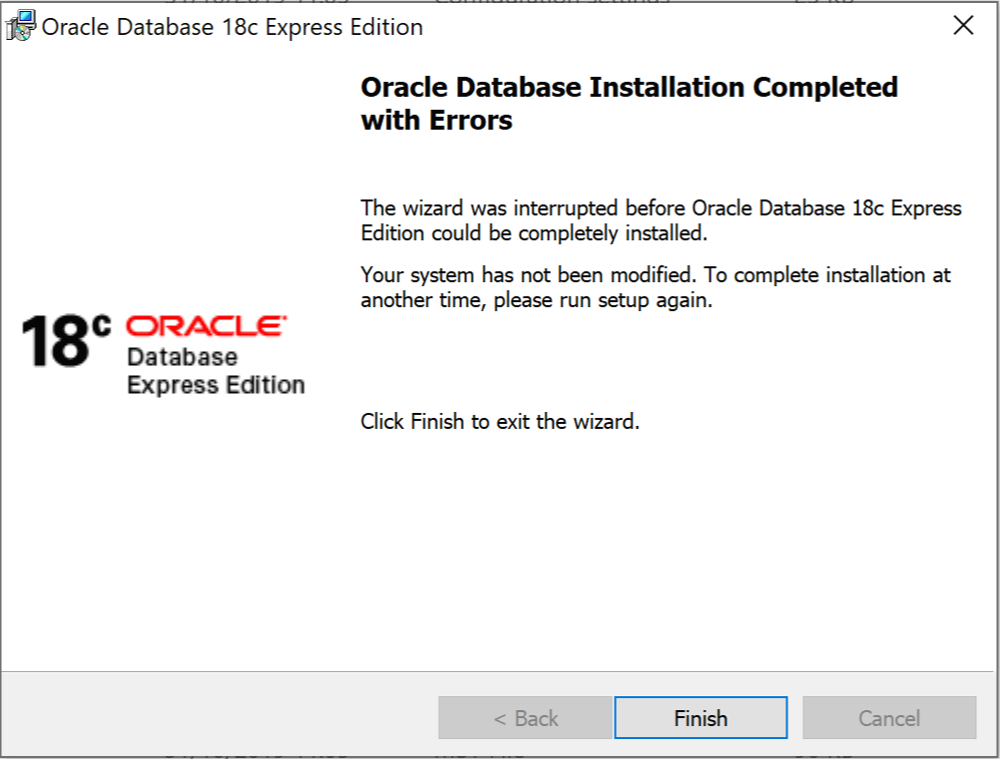 Oracle Database 18c Express Edition
Oracle Database Installation Completed
with Errors
The wizard was interrupted before Oracle Database 18c Express
Edition could be completely installed.
Your system has not been modified. To complete installation at
another time, please run setup again.
18c ORACLE
Database
Express Edition
Click Finish to exit the wizard.
< Back
Finish
Cancel